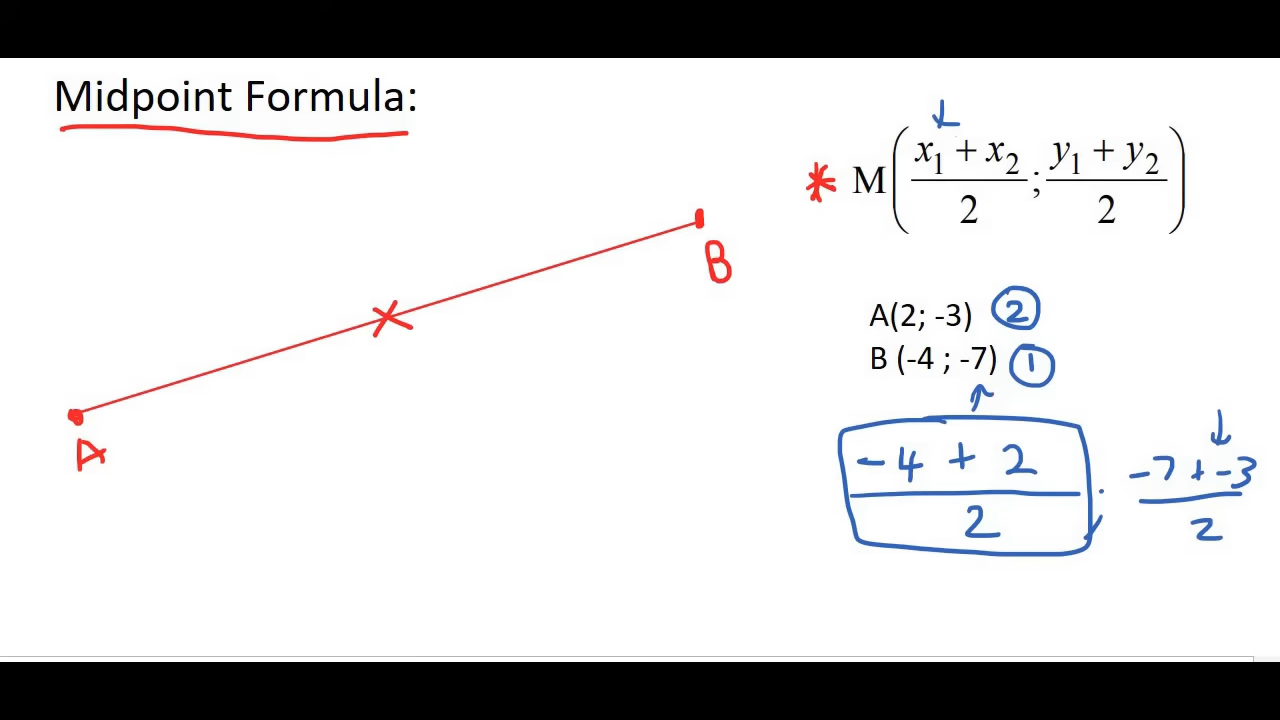 Midpoint Formula:
* M(x₁ + x₂ / 2 ; y₁ + y₂ / 2)
B
A(2; -3) 2
B (-4 ; -7) 1
A
-4 + 2 / 2 ; -7 + -3 / 2